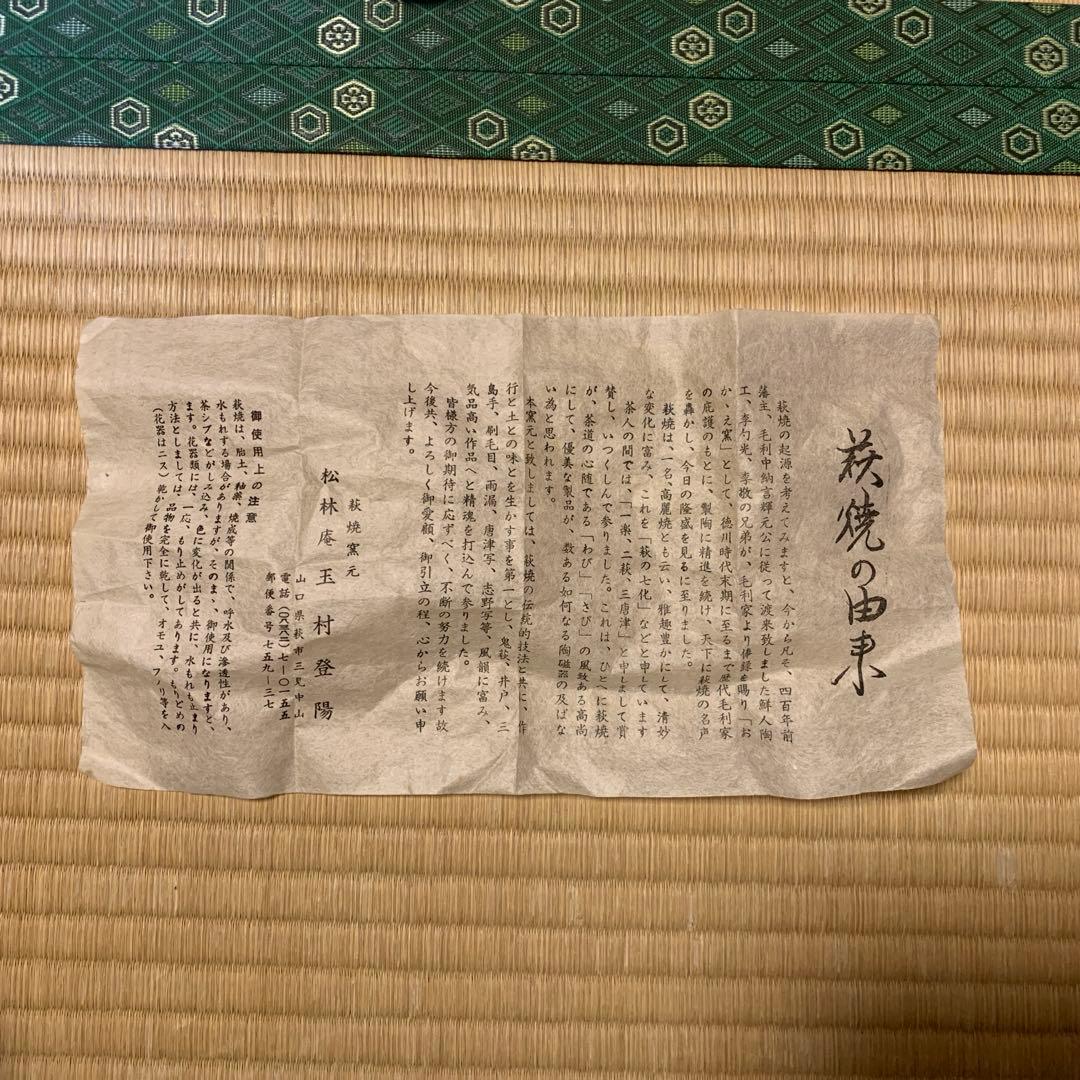 萩焼の由来
萩焼の起源を考えてみますと、今から凡そ、四百年前
藩主、毛利中納言輝元公に従って渡来致しました鮮人陶
工、李勺光、李敬の兄弟が、毛利家より俸録を賜り「お
かゝえ窯」として、徳川時代末期に至るまで歴代毛利家
の庇護のもとに、製陶に精進を続け、天下に萩焼の名声
を轟かし、今日の隆盛を見るに至りました。
萩焼は、一名、高麗焼とも云い、雅趣豊かにして、清妙
な変化に富み、これを「萩の七化」などと申しています
茶人の間では、「一楽、二萩、三唐津」と申しまして賞
賛し、いつくしんで参りました。これは、ひとへに萩焼
が、茶道の心随である「わび」「さび」の風致ある高尚
にして、優美な製品が、数ある如何なる陶磁器の及ばな
い為と思われます。
本窯元と致しましては、萩焼の伝統的技法と共に、作
行と土との味とを生かす事を第一とし、鬼萩、井戸、三
島手、刷毛目、雨漏、唐津写、志野写等、風韻に富み、
気品高い作品へと精魂を打込んで参りました。
皆様方の御期待に応ずべく、不断の努力を続けます故
今後共、よろしく御愛顧、御引立の程、心からお願い申
し上げます。
萩焼窯元
松林庵 玉村登陽
山口県萩市三見中山
電話(〇八三八二)七ー〇一五五
郵便番号 七五九ー三七
御使用上の注意
萩焼は、胎土、釉薬、焼成等の関係で、呼水及び滲透性があり、
水もれする場合がありますが、そのまゝ、御使用になりますと、
茶シブなどがしみ込み、色に変化が出ると共に、水もれも止まり
ます。花器類には、一応、もり止めがしてあります。もりどめの
方法としましては、品物を完全に乾して、オモユ、フノリ等を入
(花器はニス)乾かして御使用下さい。